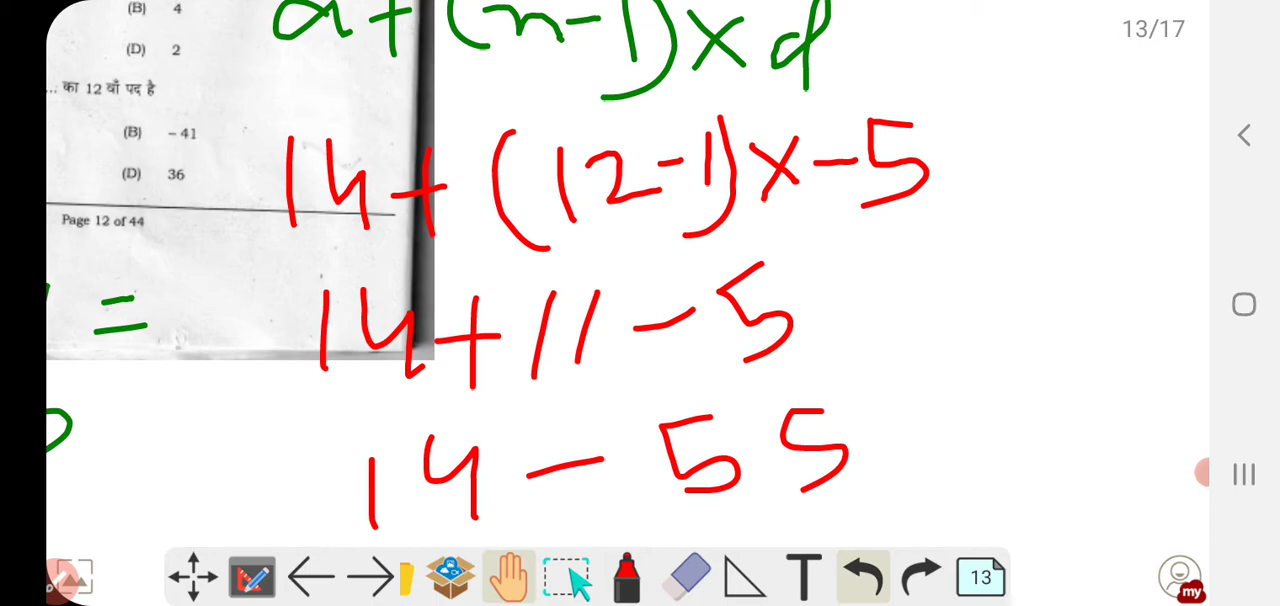 (B) 4
a + (n-1) × d
13/17
(D) 2
... का 12 वाँ पद है
(B) - 41
14 + (12-1) × -5
(D) 36
Page 12 of 44
=
14 + 11 - 5
14 - 55
T
13
my